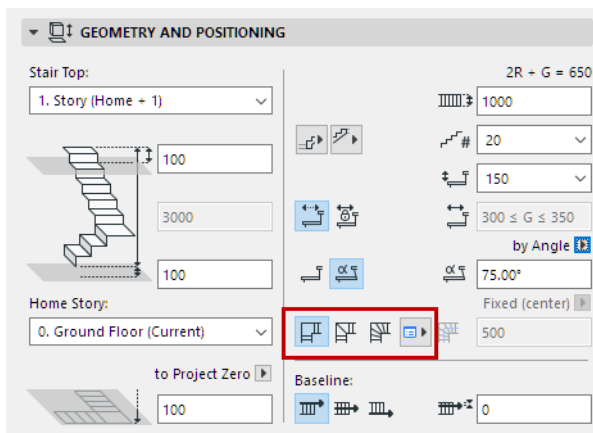 GEOMETRY AND POSITIONING
Stair Top:
1. Story (Home + 1)
100
3000
100
Home Story:
0. Ground Floor (Current)
to Project Zero
100
2R + G = 650
1000
# 20
150
300 ≤ G ≤ 350
by Angle
α
α 75.00°
Fixed (center)
500
Baseline:
0